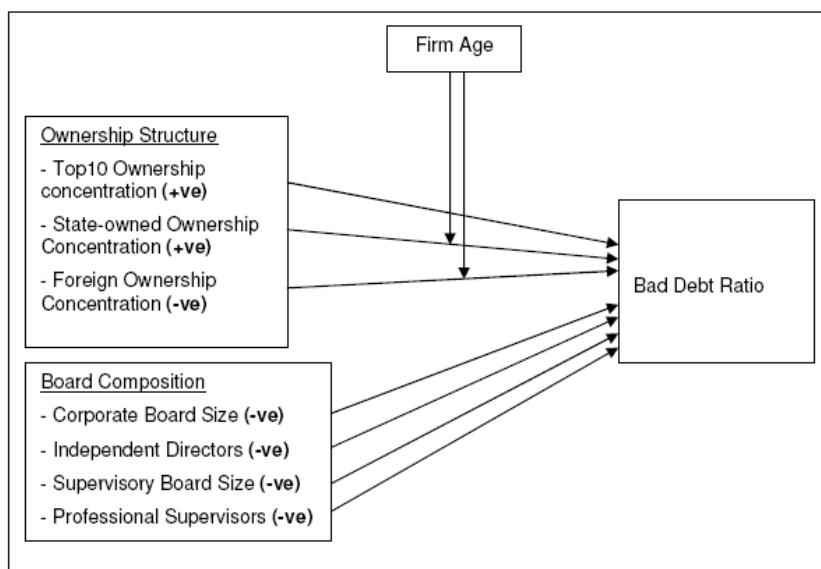 Firm Age
Ownership Structure
- Top10 Ownership
concentration (+ve)
- State-owned Ownership
Concentration (+ve)
- Foreign Ownership
Concentration (-ve)
Bad Debt Ratio
Board Composition
- Corporate Board Size (-ve)
- Independent Directors (-ve)
- Supervisory Board Size (-ve)
- Professional Supervisors (-ve)